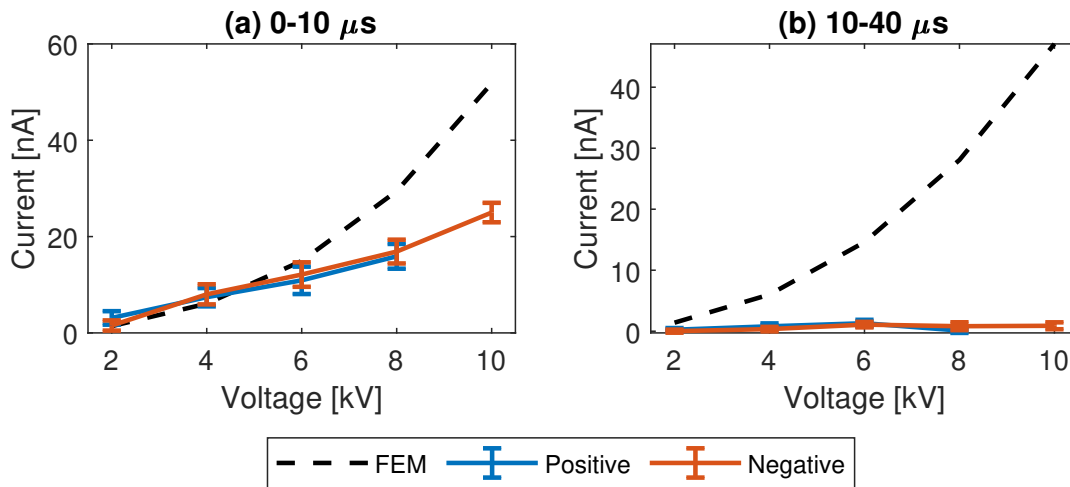 (a) 0-10 μs
60
40
20
0
Current [nA]
2 4 6 8 10
Voltage [kV]
(b) 10-40 μs
40
30
20
10
0
Current [nA]
2 4 6 8 10
Voltage [kV]
FEM Positive Negative